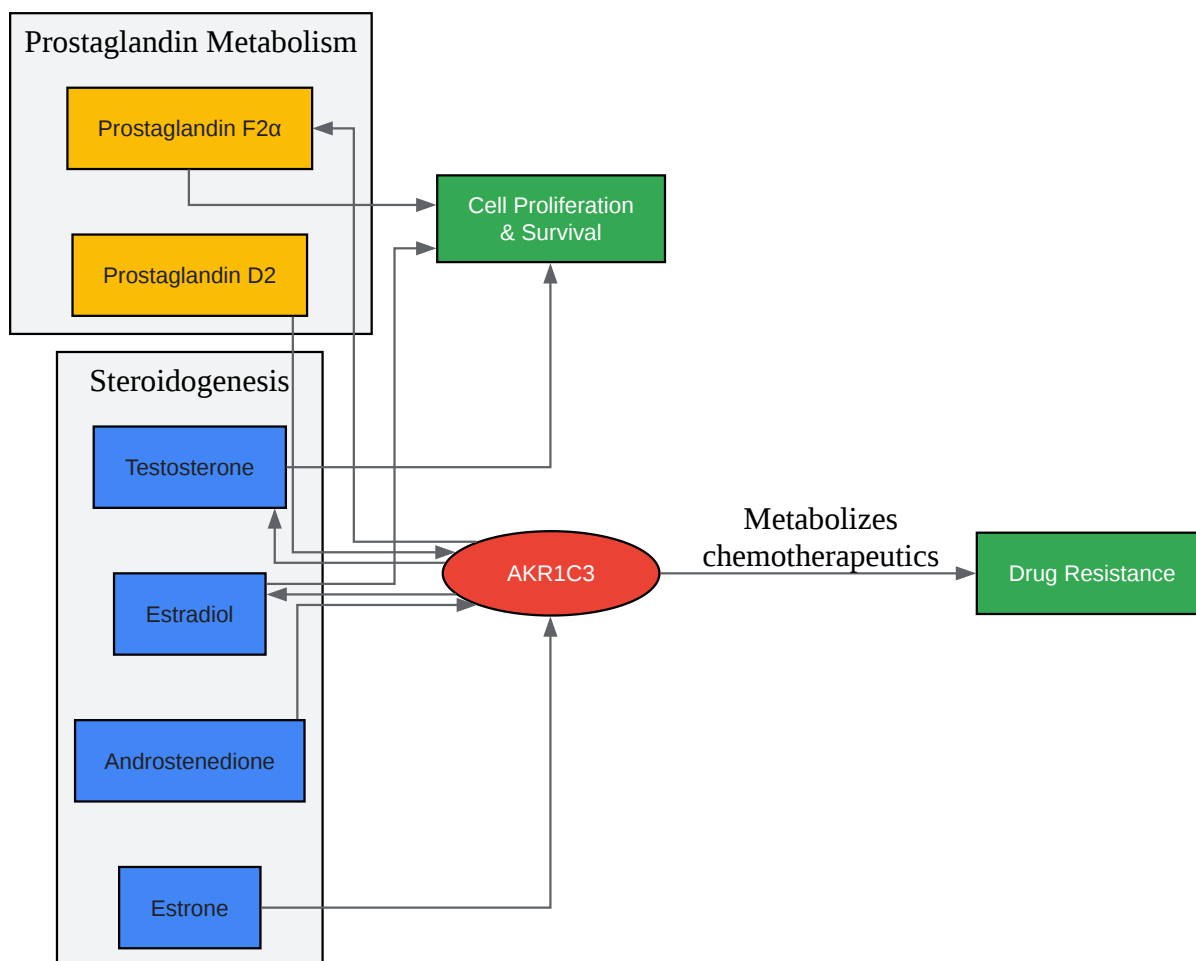 Prostaglandin Metabolism
Prostaglandin F2α
Cell Proliferation
& Survival
Prostaglandin D2
Steroidogenesis
Testosterone
Metabolizes
chemotherapeutics
AKR1C3
Drug Resistance
Estradiol
Androstenedione
Estrone